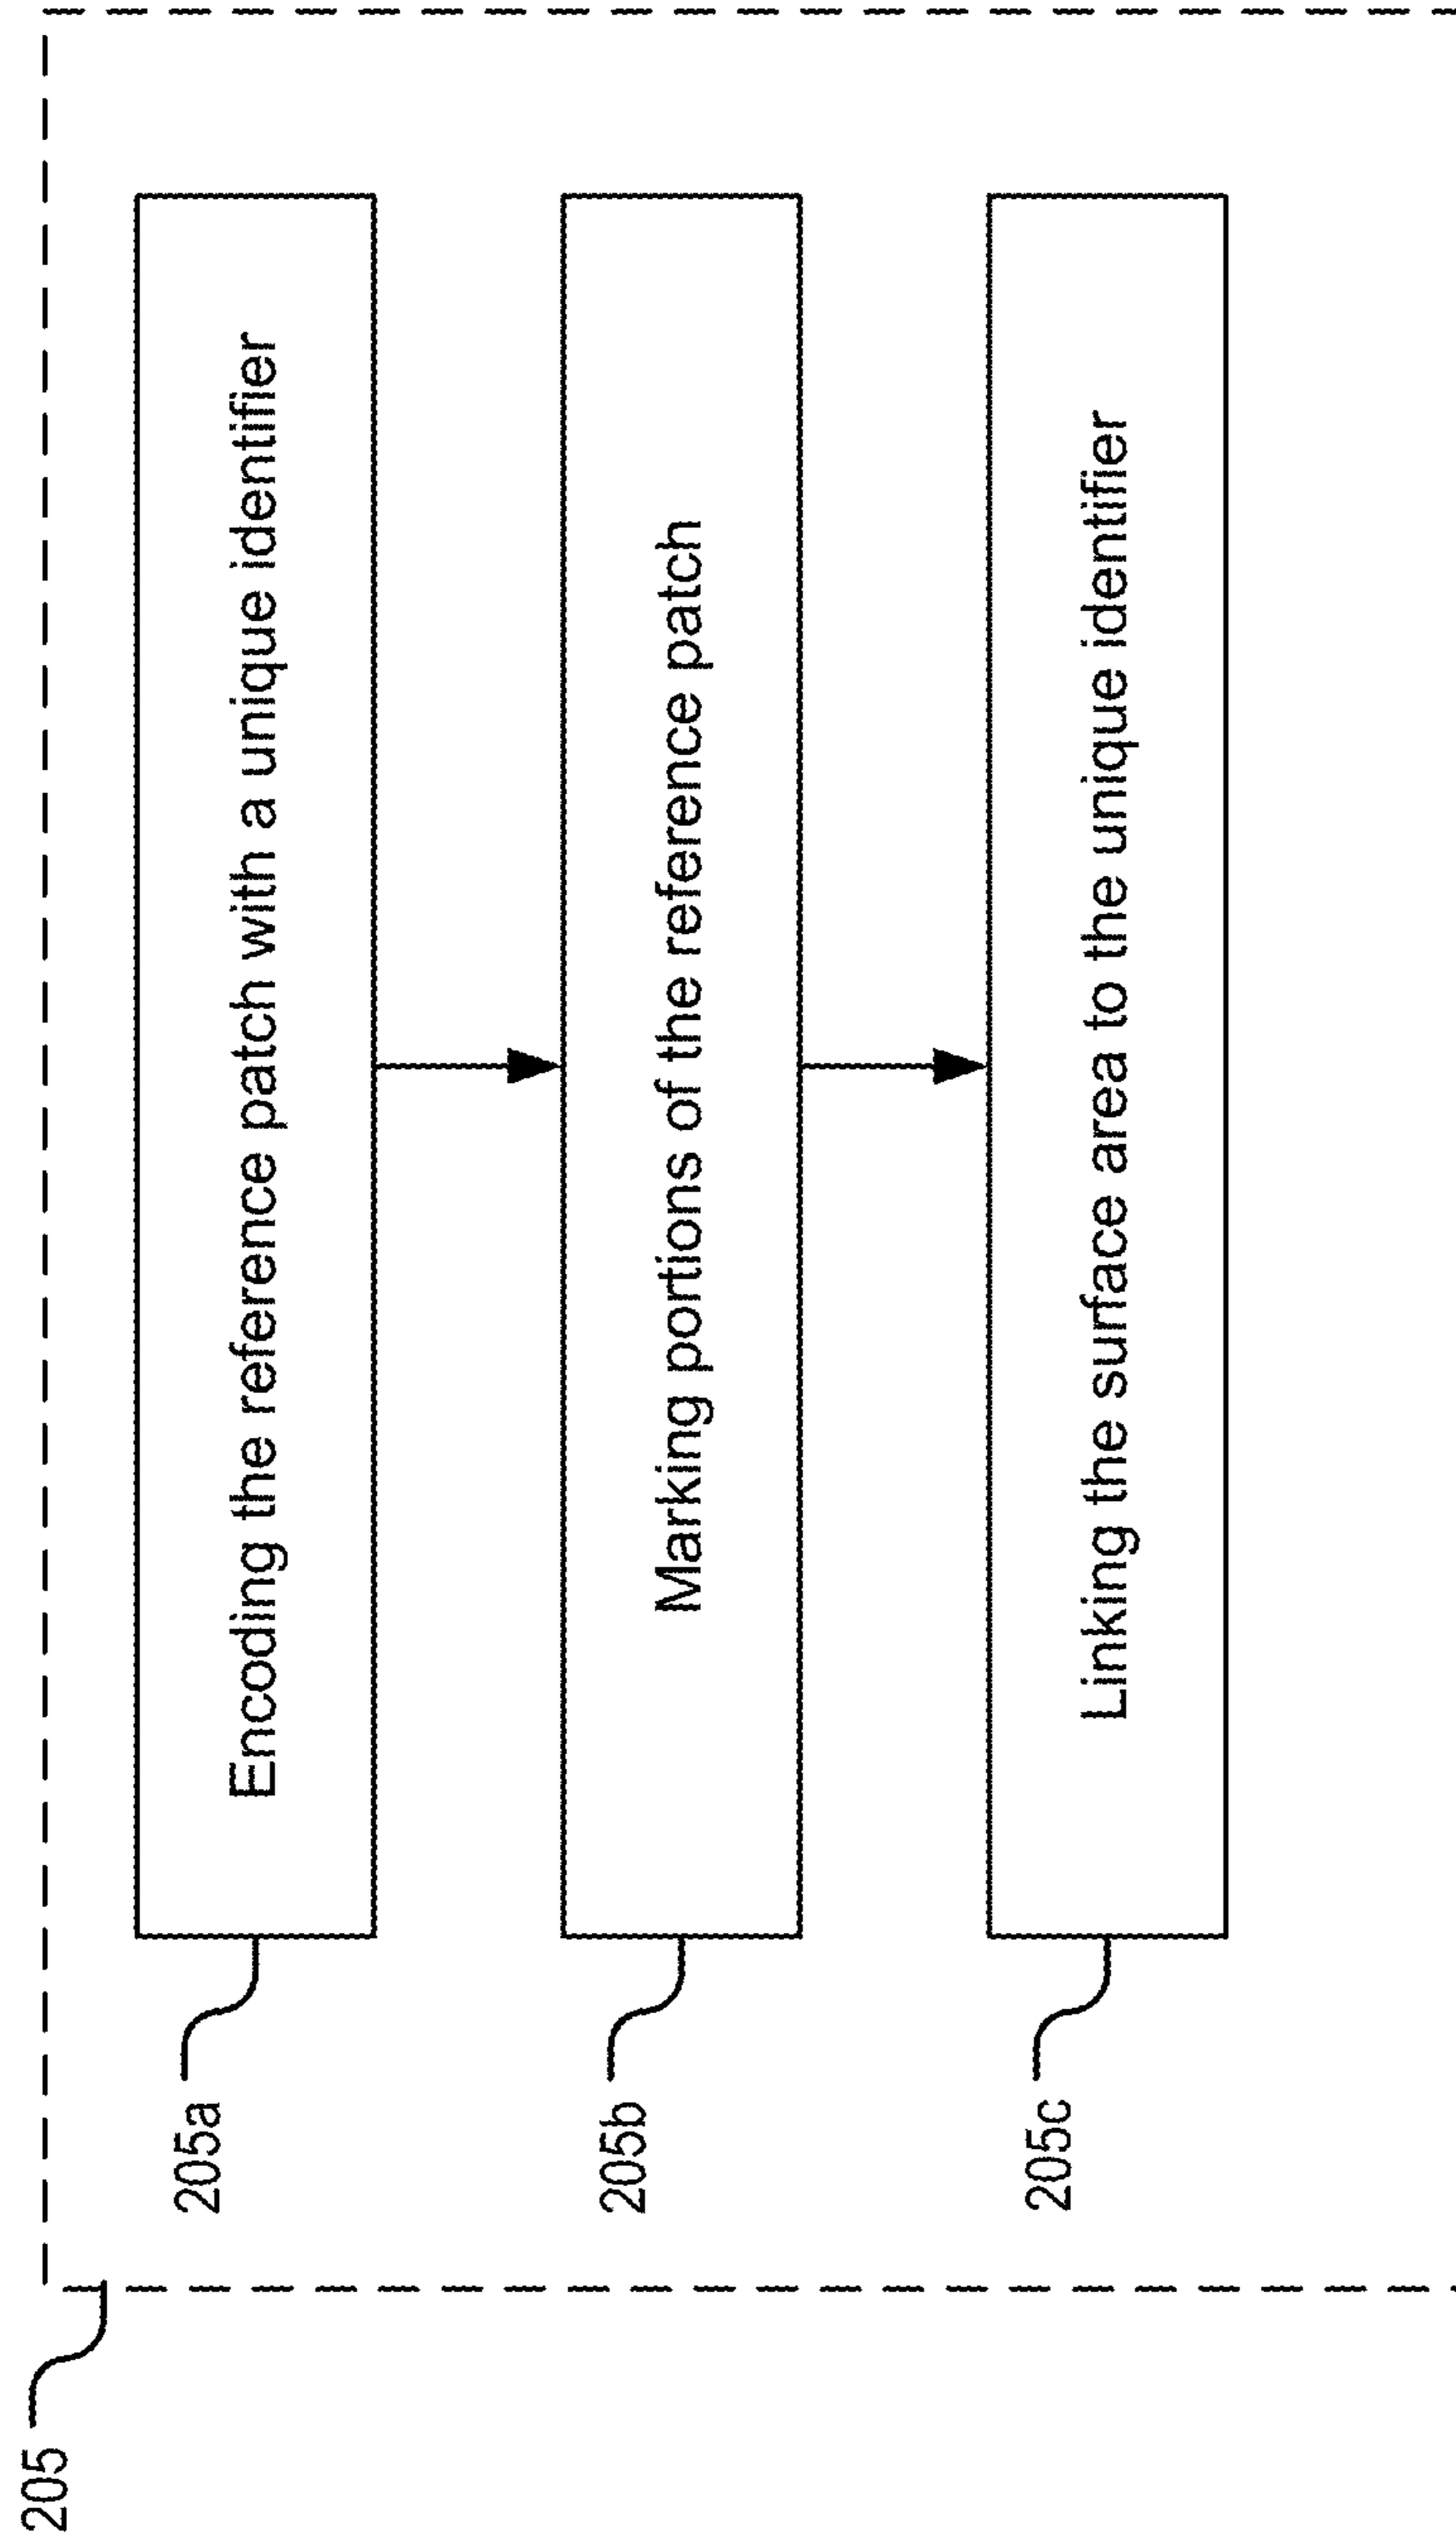 205
205a
Encoding the reference patch with a unique identifier
205b
Marking portions of the reference patch
205c
Linking the surface area to the unique identifier